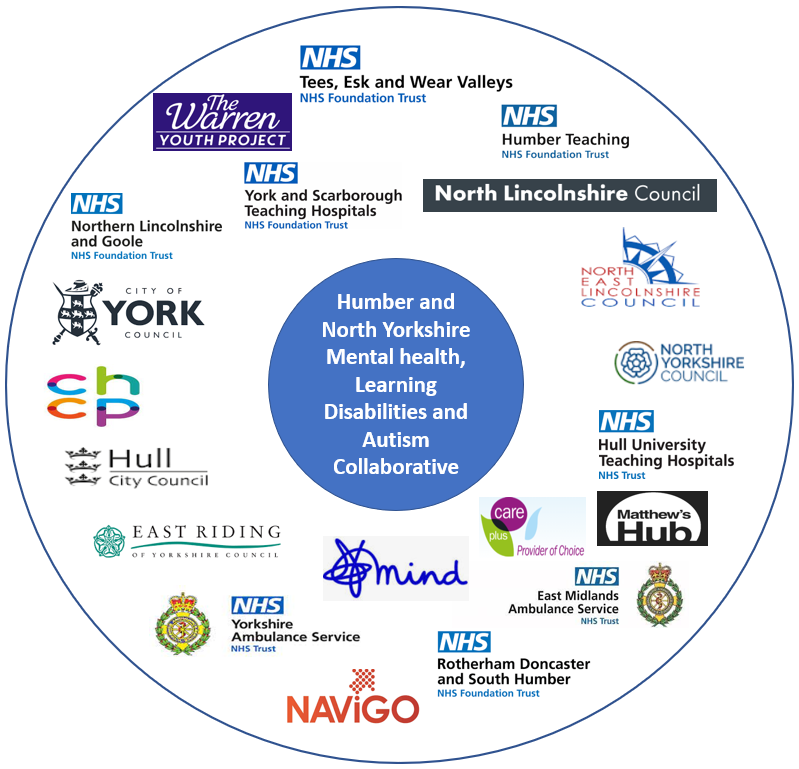 NHS
Tees, Esk and Wear Valleys
NHS Foundation Trust
The
Warren
YOUTH PROJECT
NHS
Humber Teaching
NHS Foundation Trust
NHS
York and Scarborough
Teaching Hospitals
NHS Foundation Trust
North Lincolnshire Council
NHS
Northern Lincolnshire
and Goole
NHS Foundation Trust
NORTH
EAST
LINCOLNSHIRE
COUNCIL
CITY OF
YORK
COUNCIL
Humber and
North Yorkshire
Mental health,
Learning
Disabilities and
Autism
Collaborative
NORTH
YORKSHIRE
COUNCIL
ch
cp
NHS
Hull University
Teaching Hospitals
NHS Trust
Hull
City Council
care
plus
Provider of Choice
Matthew's
Hub
EAST RIDING
OF YORKSHIRE COUNCIL
mind
NHS
East Midlands
Ambulance Service
NHS Trust
NHS
Yorkshire
Ambulance Service
NHS Trust
NHS
Rotherham Doncaster
and South Humber
NHS Foundation Trust
NAViGO